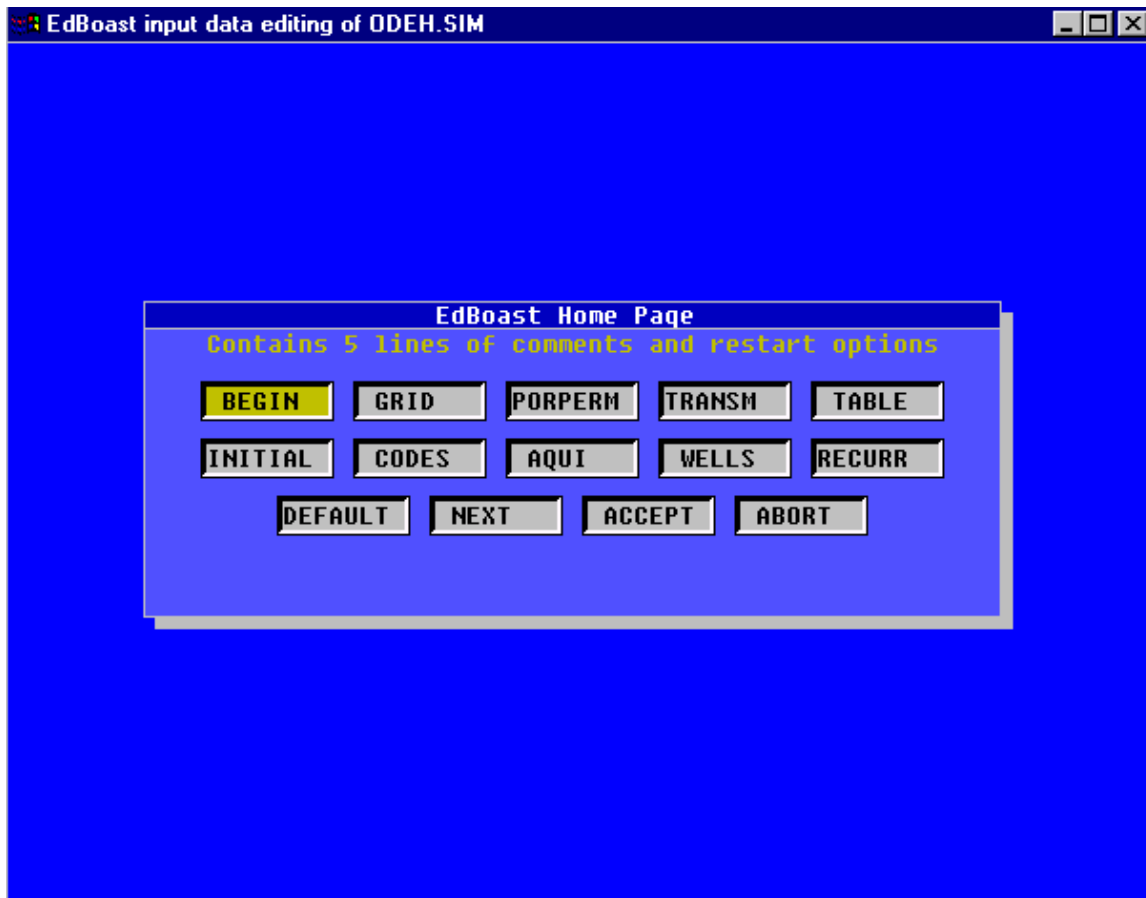 EdBoast input data editing of ODEH.SIM
EdBoast Home Page
Contains 5 lines of comments and restart options
BEGIN GRID PORPERM TRANSM TABLE
INITIAL CODES AQUI WELLS RECURR
DEFAULT NEXT ACCEPT ABORT